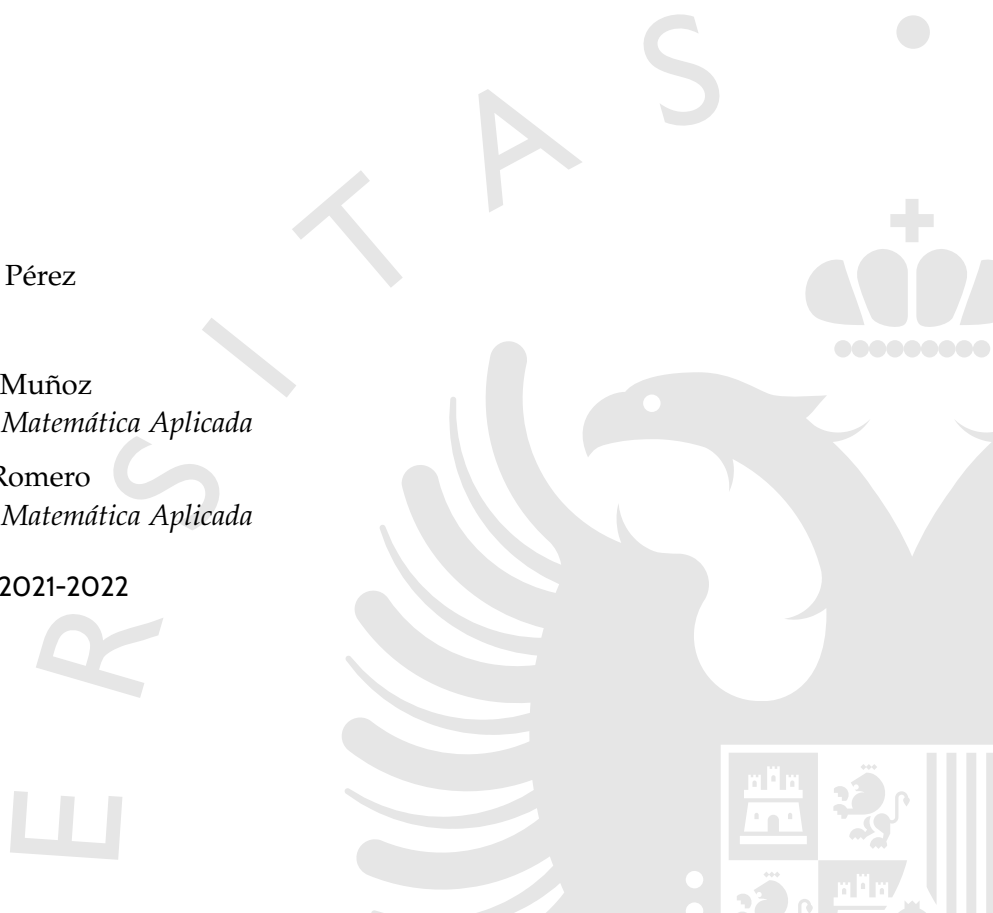 Pérez
Muñoz
Matemática Aplicada
Romero
Matemática Aplicada
2021-2022
E R S I T A S ·